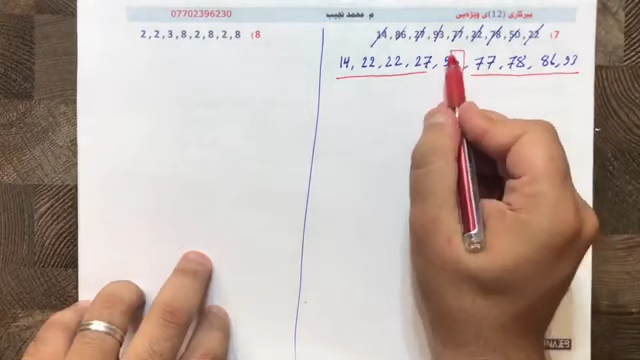 بیرکاری (12)ی وێژەیی م. محمد نجيب 07702396230
7) 14, 86, 27, 93, 77, 22, 78, 50, 22
14, 22, 22, 27, , 77, 78, 86, 93
8) 2, 2, 3, 8, 2, 8, 2, 8